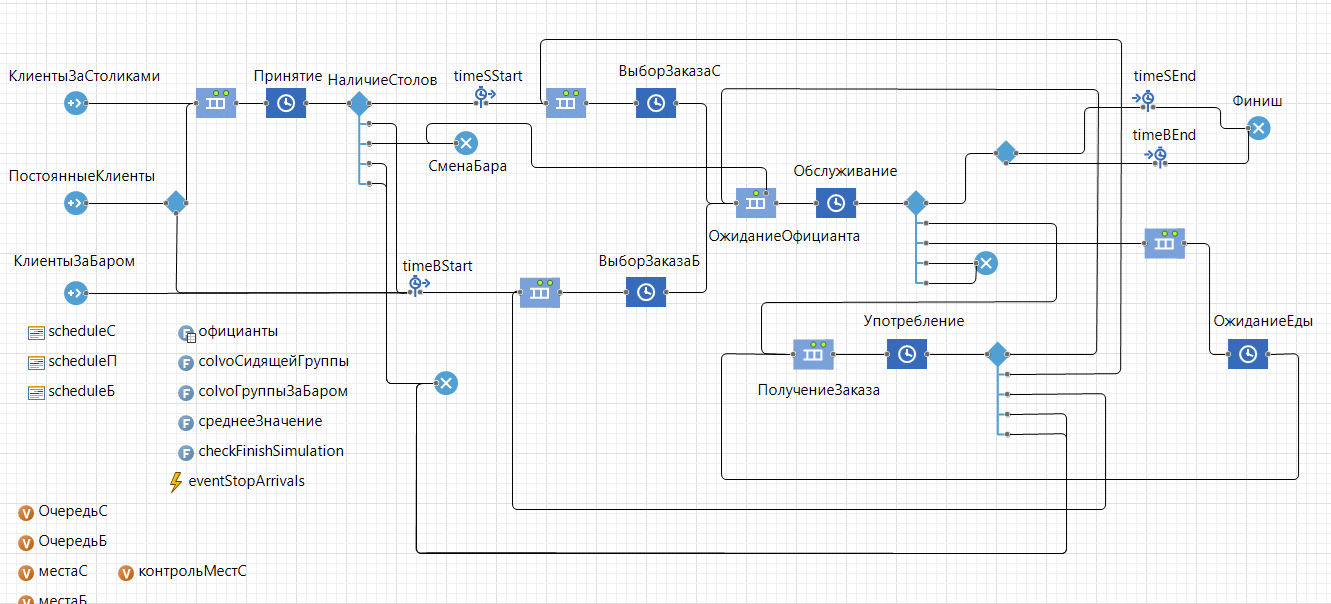 КлиентыЗаСтоликами
Принятие
НаличиеСтолов
timeSStart
ВыборЗаказаС
timeSEnd
Финиш
timeBEnd
СменаБара
ПостоянныеКлиенты
Обслуживание
ОжиданиеОфицианта
КлиентыЗаБаром
timeBStart
ВыборЗаказаБ
scheduleС
официанты
Употребление
ОжиданиеЕды
scheduleП
colvoСидящейГруппы
scheduleБ
colvoГруппыЗаБаром
ПолучениеЗаказа
среднееЗначение
checkFinishSimulation
eventStopArrivals
ОчередьС
ОчередьБ
местаС
контрольМестС
местаБ